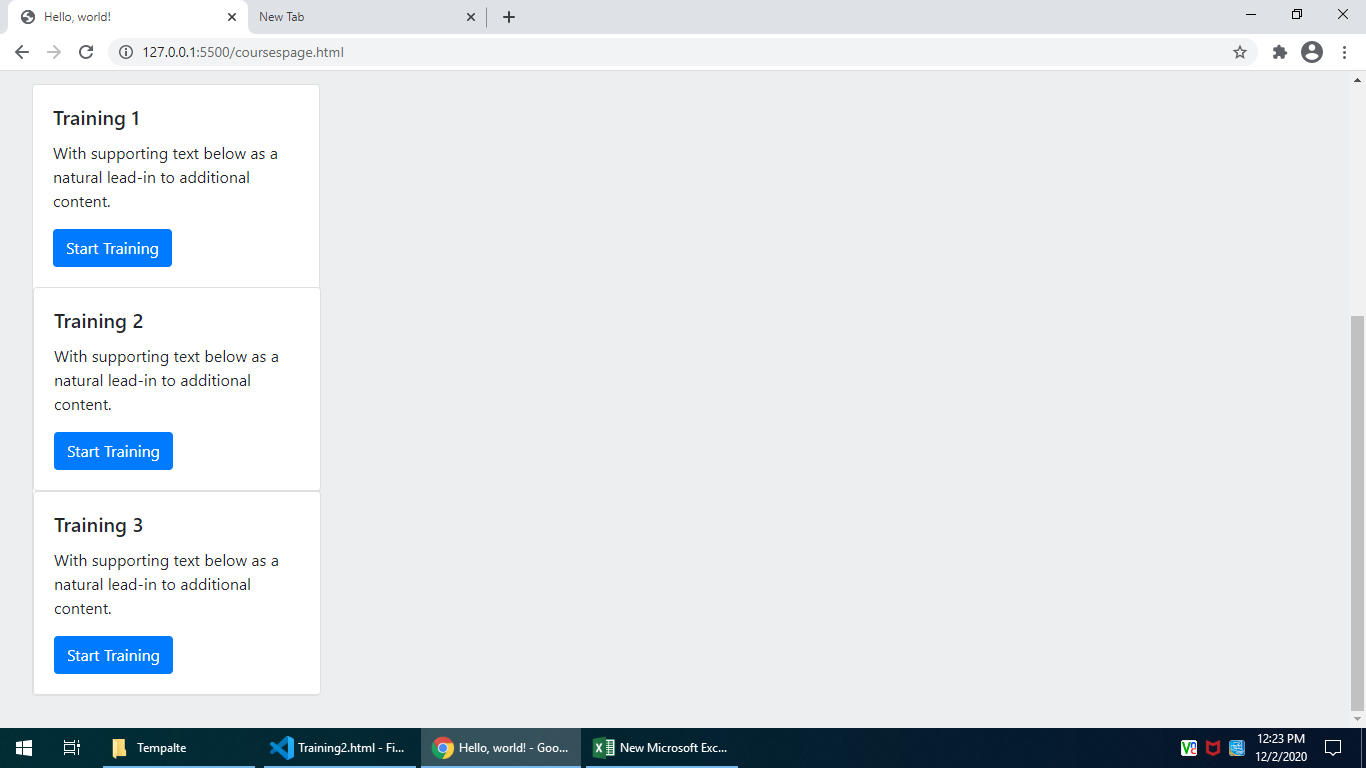 Hello, world!
New Tab
127.0.0.1:5500/coursespage.html
Training 1
With supporting text below as a
natural lead-in to additional
content.
Start Training
Training 2
With supporting text below as a
natural lead-in to additional
content.
Start Training
Training 3
With supporting text below as a
natural lead-in to additional
content.
Start Training
Tempalte
Training2.html - Fi...
Hello, world! - Goo...
New Microsoft Exc...
12:23 PM
12/2/2020